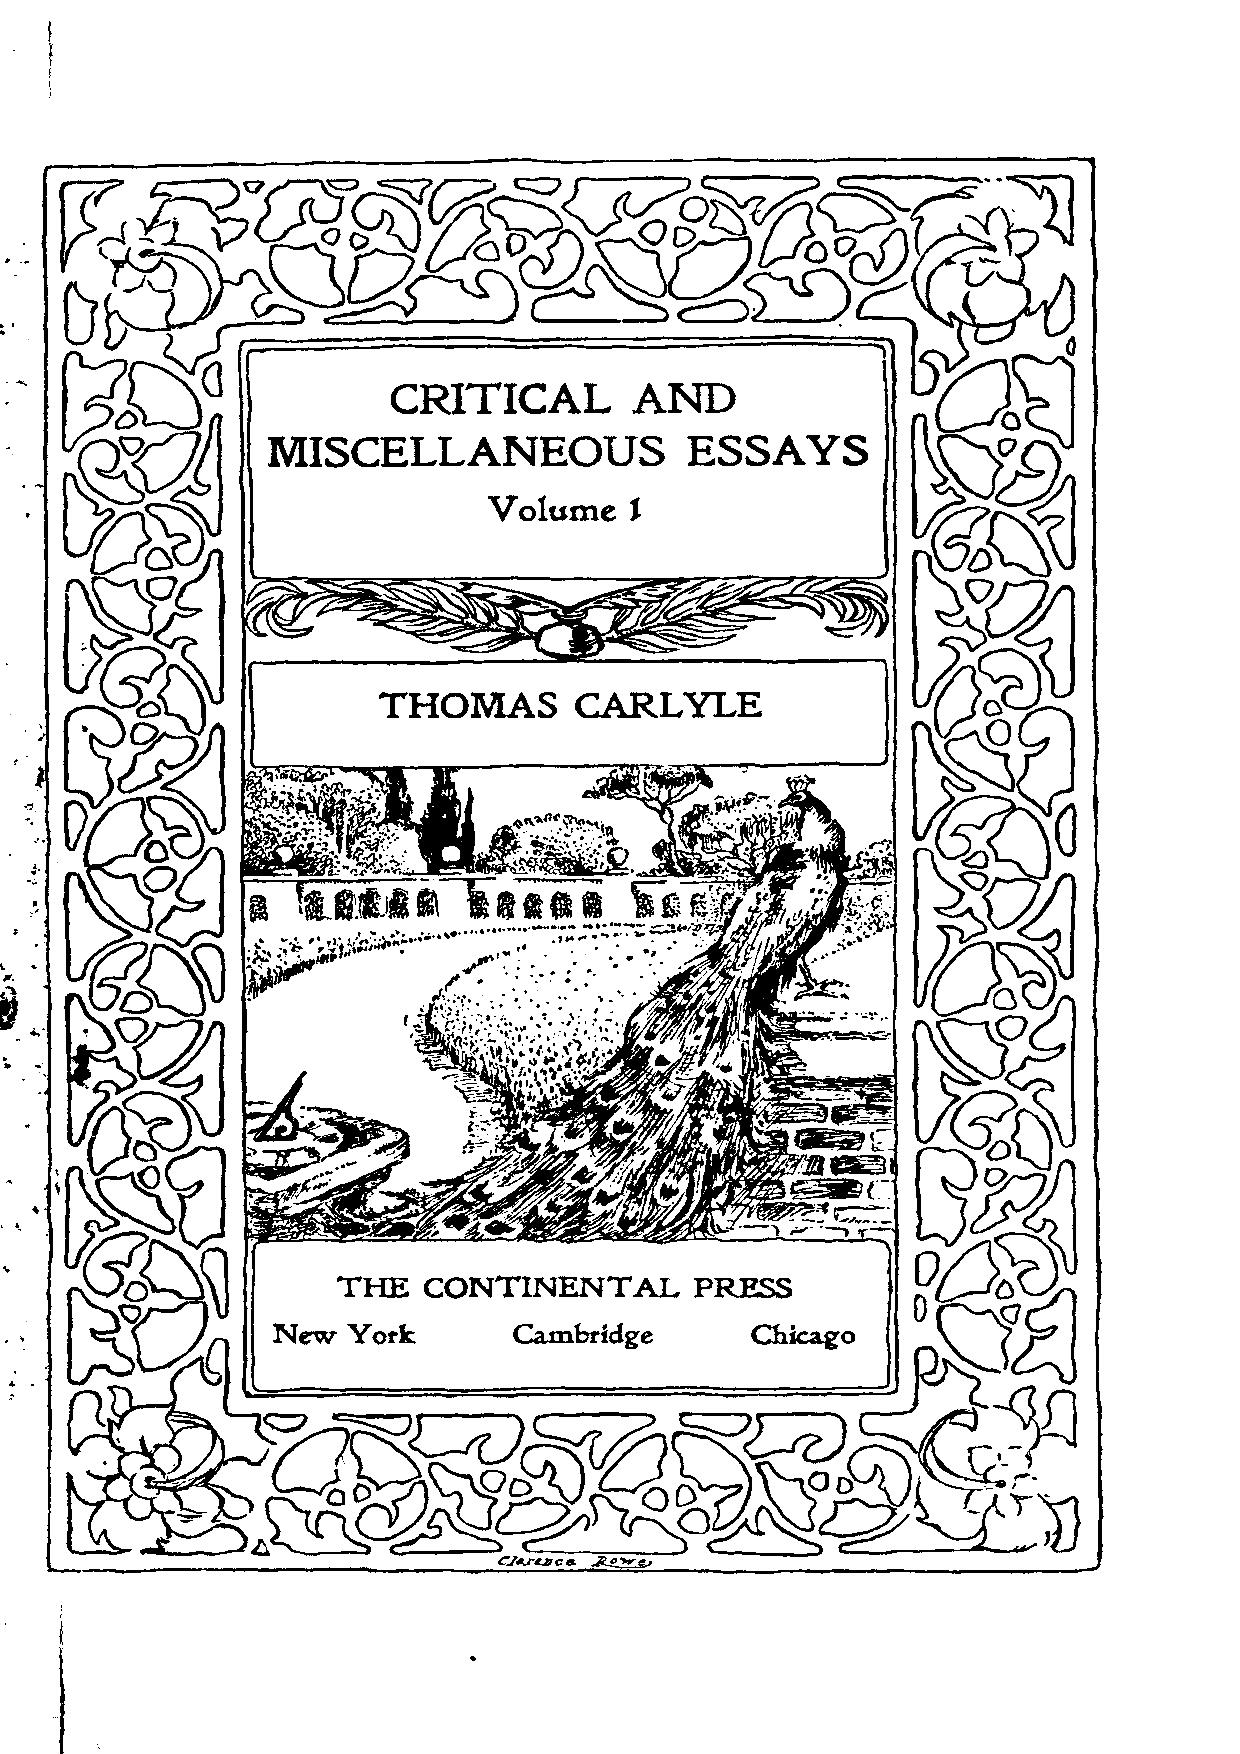 CRITICAL AND
MISCELLANEOUS ESSAYS
Volume 1
THOMAS CARLYLE
THE CONTINENTAL PRESS
New York Cambridge Chicago
Clarence Rowe